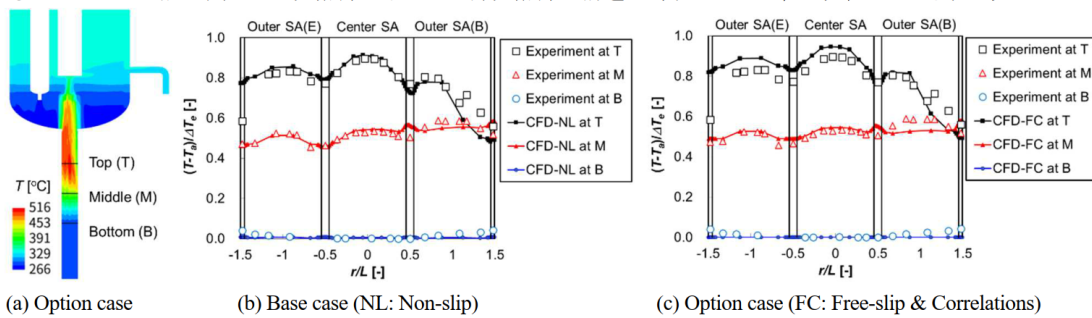 Outer SA(E) Center SA Outer SA(B)
Outer SA(E) Center SA Outer SA(B)
Top (T)
Middle (M)
Bottom (B)
T [°C]
516
453
391
329
266
(T-Ta)/ΔTe [-]
1.0
0.8
0.6
0.4
0.2
0.0
-1.5 -1 -0.5 0 0.5 1 1.5
r/L [-]
Experiment at T
Experiment at M
Experiment at B
CFD-NL at T
CFD-NL at M
CFD-NL at B
(T-Ta)/ΔTe [-]
1.0
0.8
0.6
0.4
0.2
0.0
-1.5 -1 -0.5 0 0.5 1 1.5
r/L [-]
Experiment at T
Experiment at M
Experiment at B
CFD-FC at T
CFD-FC at M
CFD-FC at B
(a) Option case
(b) Base case (NL: Non-slip)
(c) Option case (FC: Free-slip & Correlations)